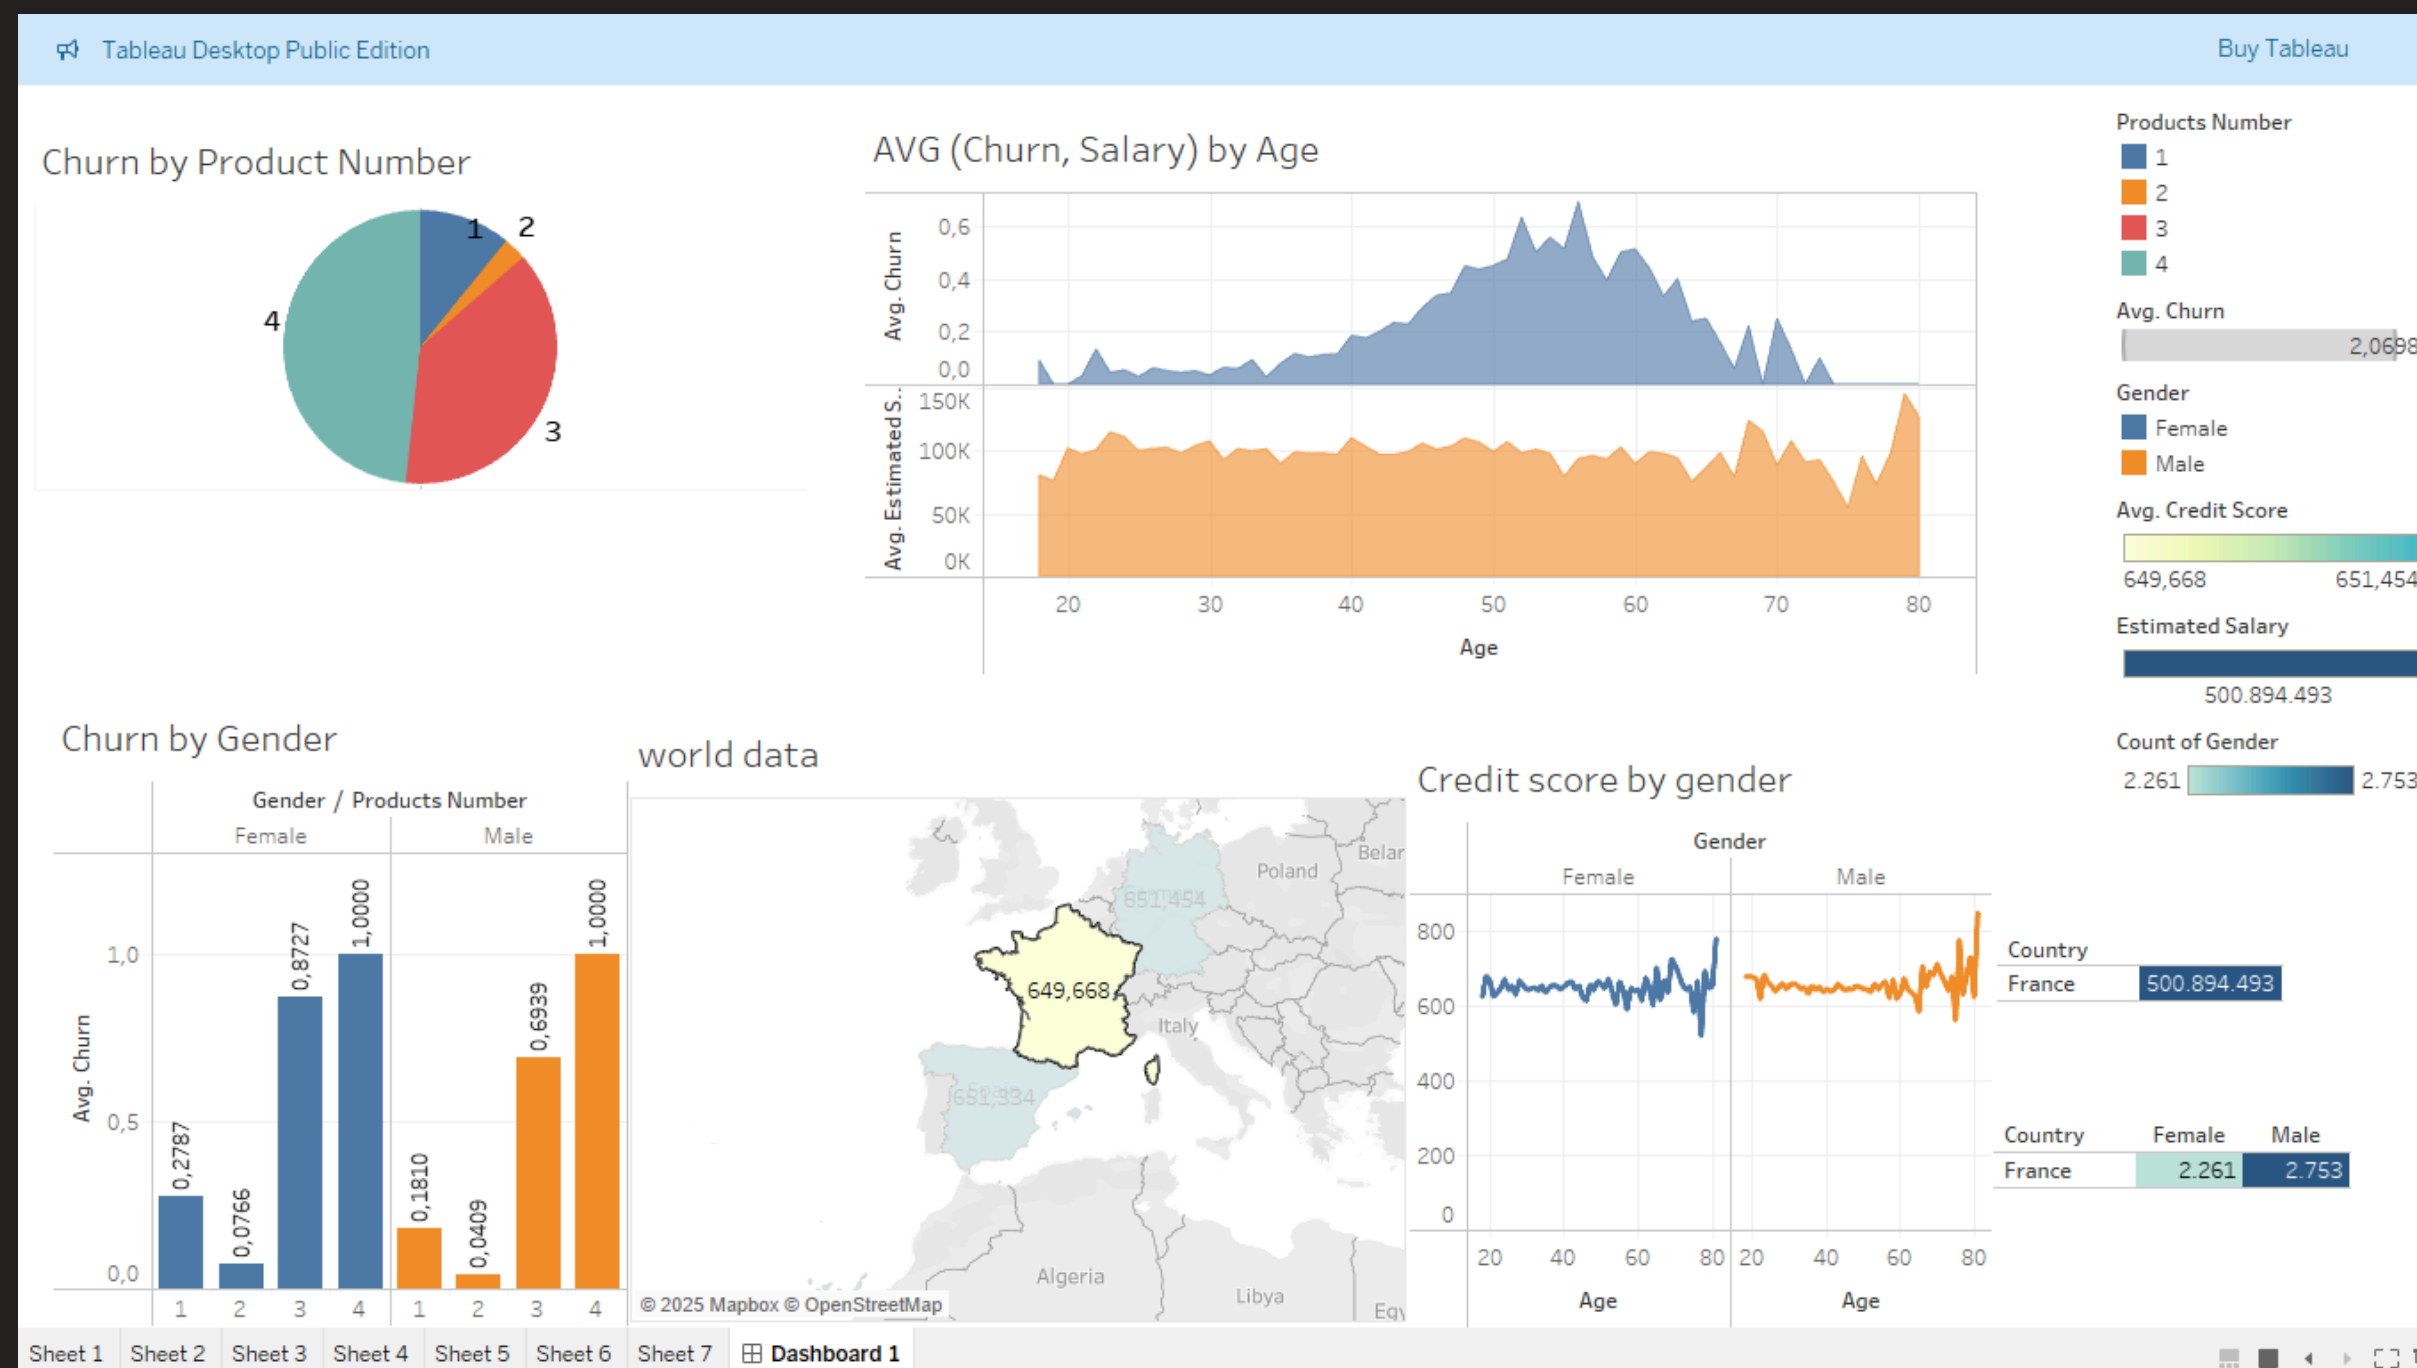 Tableau Desktop Public Edition
Buy Tableau
Churn by Product Number
1
2
3
4
AVG (Churn, Salary) by Age
Avg. Churn
0,6
0,4
0,2
0,0
Avg. Estimated S..
150K
100K
50K
0K
20 30 40 50 60 70 80
Age
Products Number
1
2
3
4
Avg. Churn
2,0698
Gender
Female
Male
Avg. Credit Score
649,668 651,454
Estimated Salary
500.894.493
Count of Gender
2.261 2.753
Churn by Gender
Gender / Products Number
Female Male
Avg. Churn
1,0
0,5
0,0
0,2787
0,0766
0,8727
1,0000
0,1810
0,0409
0,6939
1,0000
1 2 3 4 1 2 3 4
world data
Poland
Belar
651,454
649,668
Italy
Spain
651,334
Algeria
Libya
Egy
© 2025 Mapbox © OpenStreetMap
Credit score by gender
Gender
Female Male
800
600
400
200
0
20 40 60 80 20 40 60 80
Age Age
Country
France 500.894.493
Country Female Male
France 2.261 2.753
Sheet 1 Sheet 2 Sheet 3 Sheet 4 Sheet 5 Sheet 6 Sheet 7 Dashboard 1